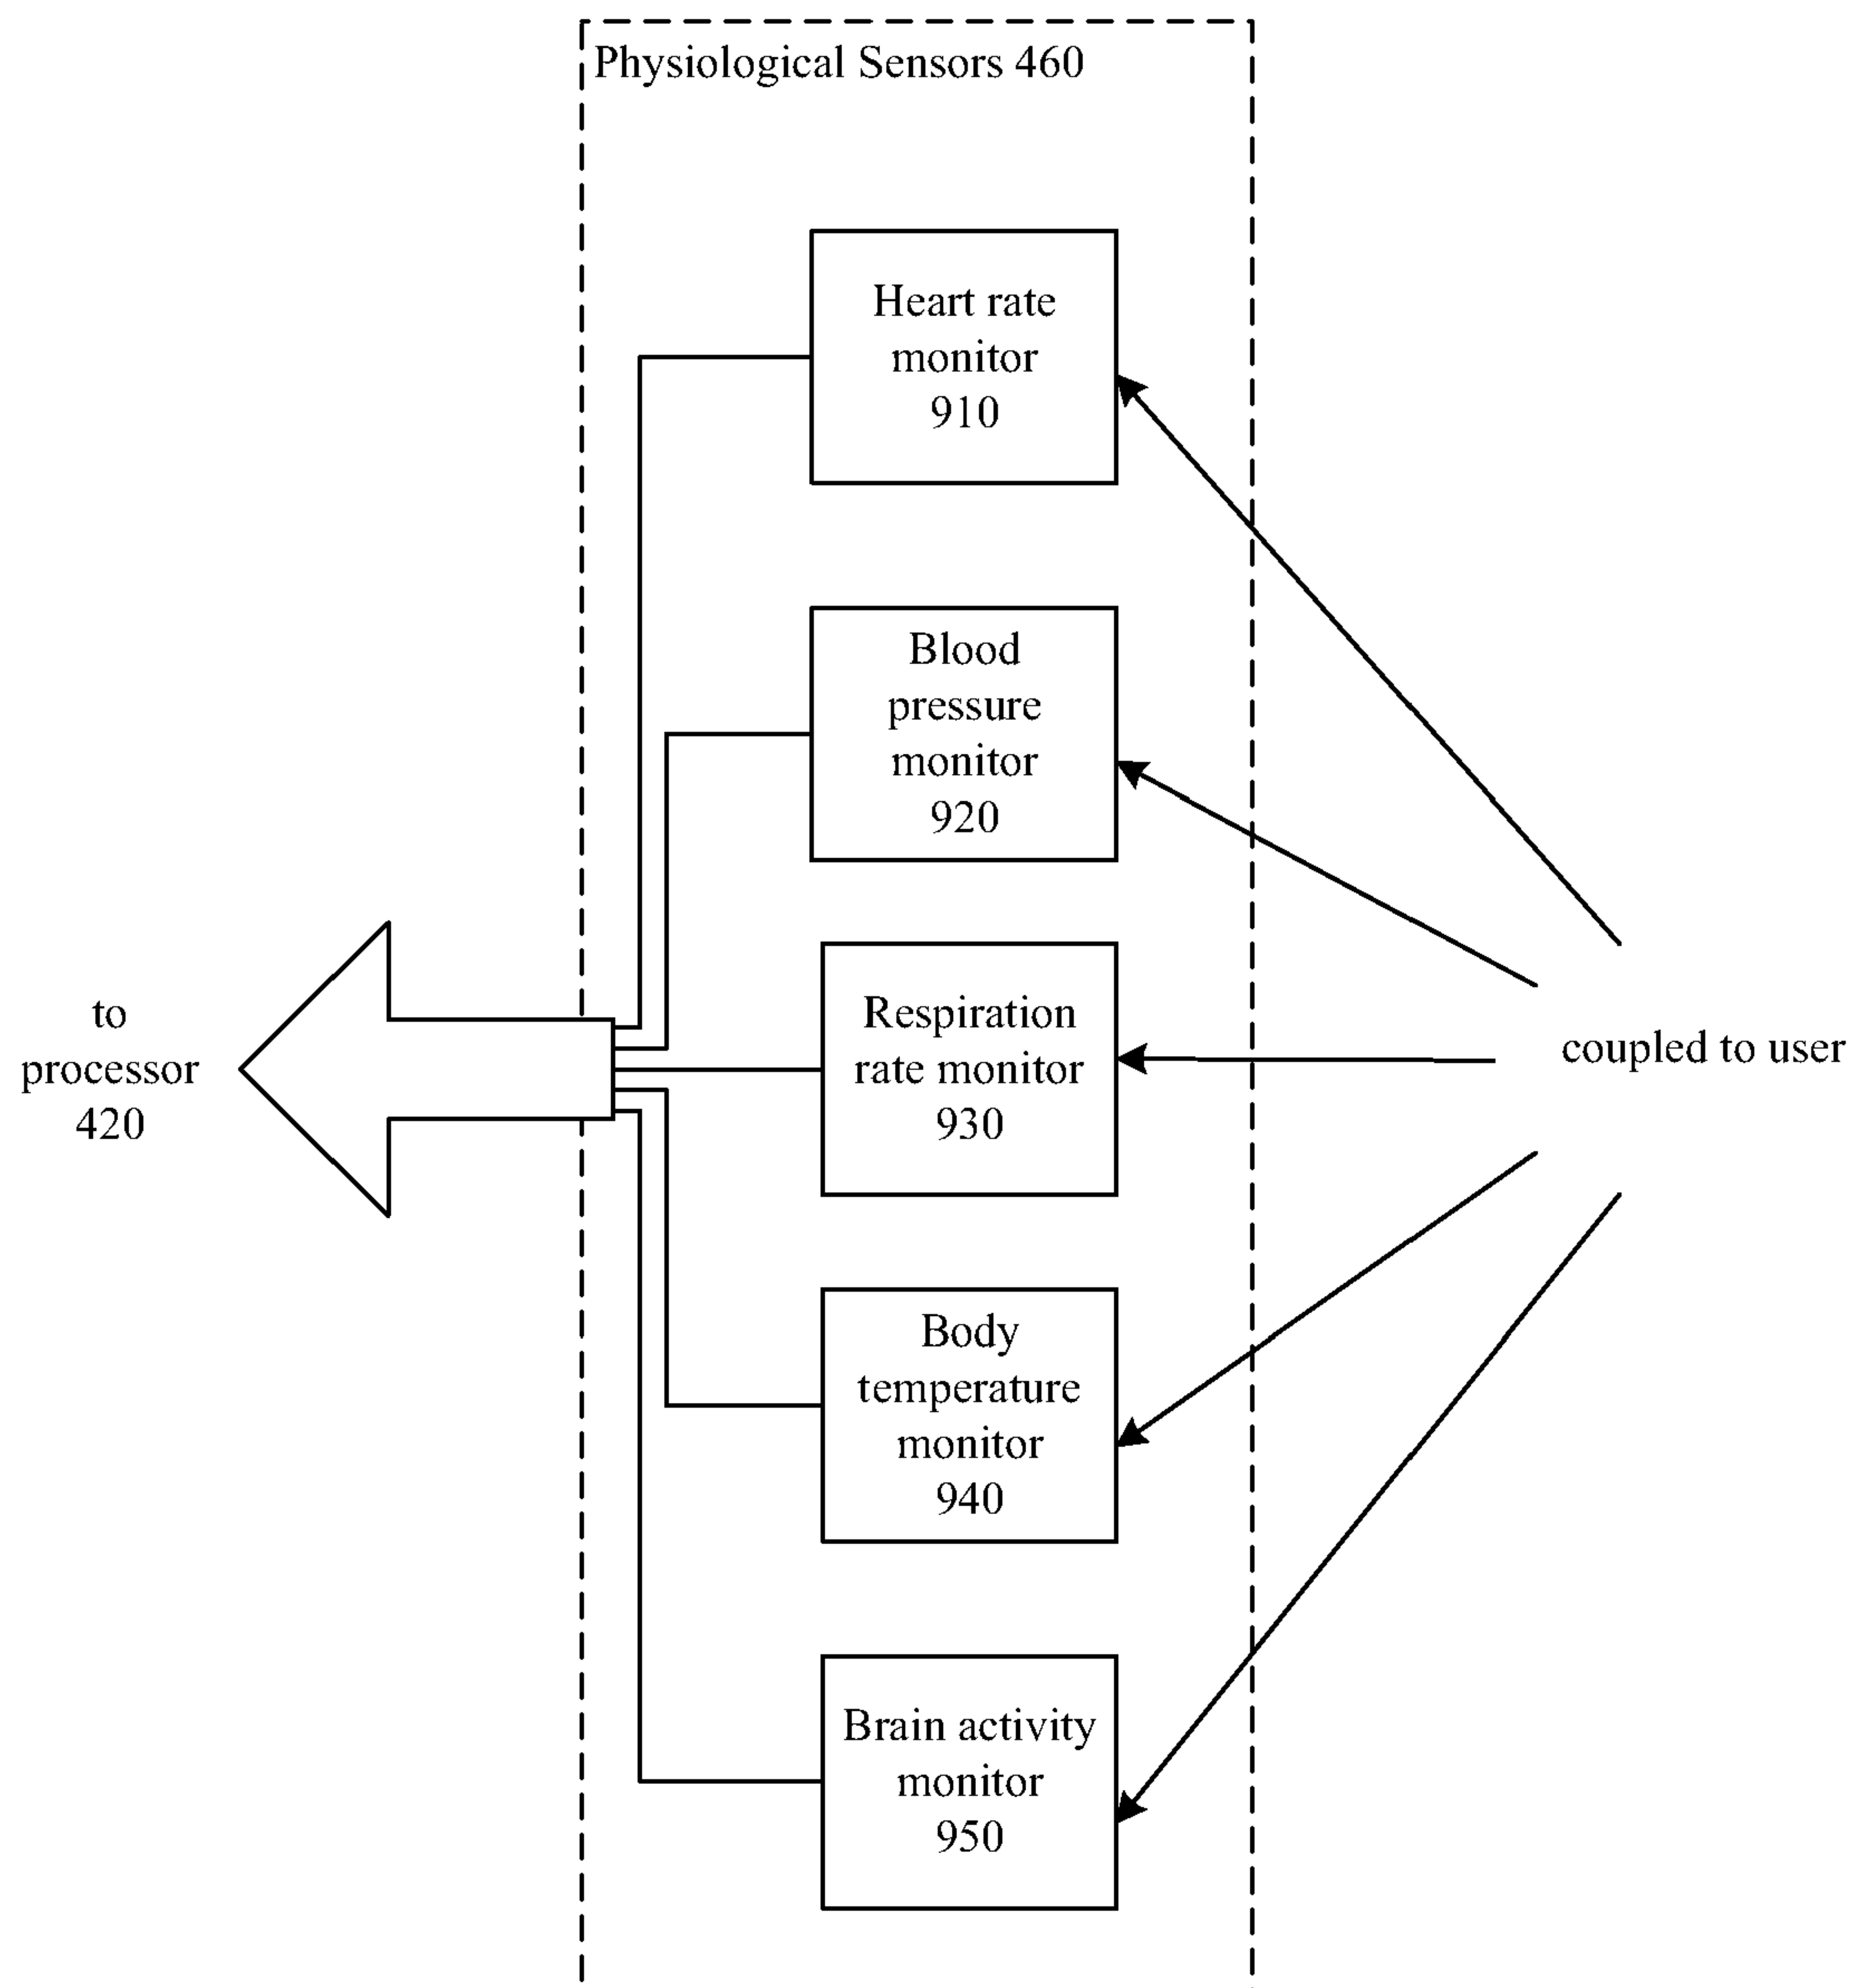 Physiological Sensors 460
Heart rate
monitor
910
Blood
pressure
monitor
920
to
processor
420
Respiration
rate monitor
930
coupled to user
Body
temperature
monitor
940
Brain activity
monitor
950